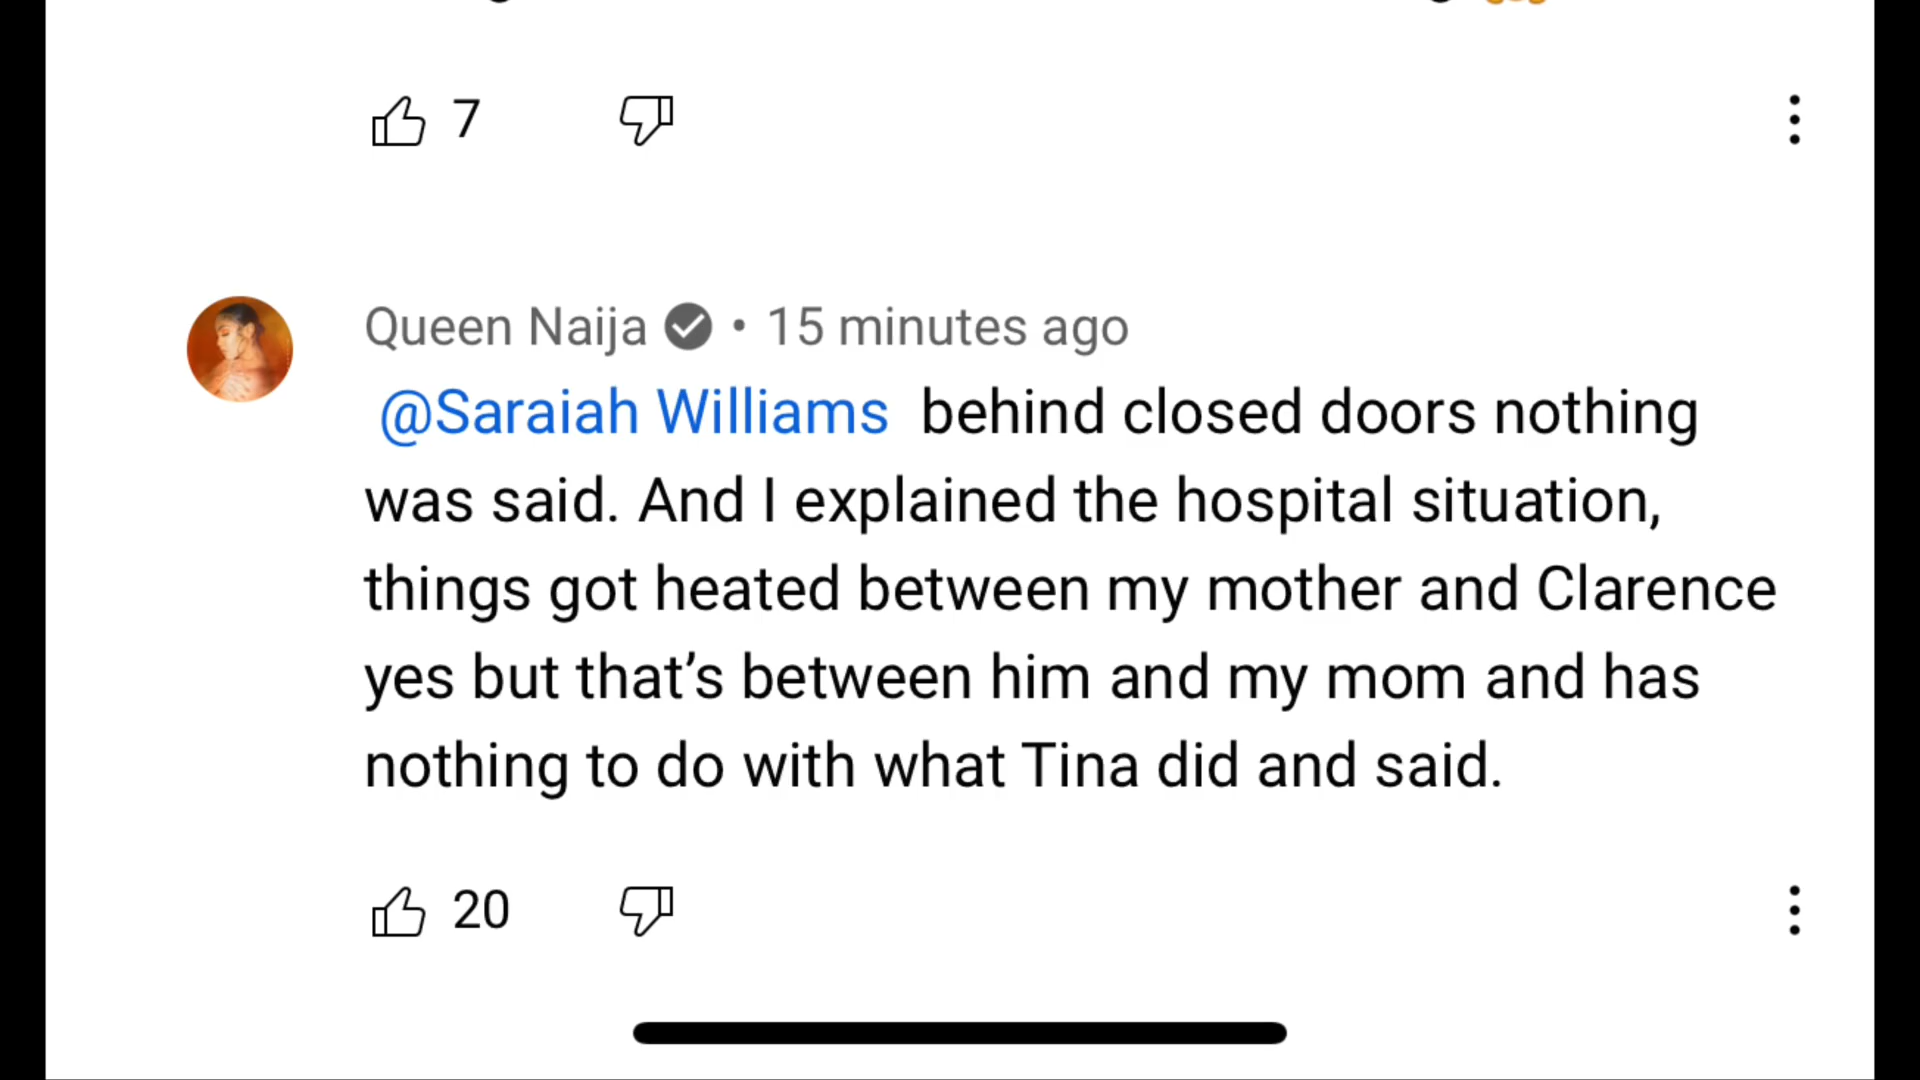 7
Queen Naija • 15 minutes ago
@Saraiah Williams behind closed doors nothing
was said. And I explained the hospital situation,
things got heated between my mother and Clarence
yes but that’s between him and my mom and has
nothing to do with what Tina did and said.
20